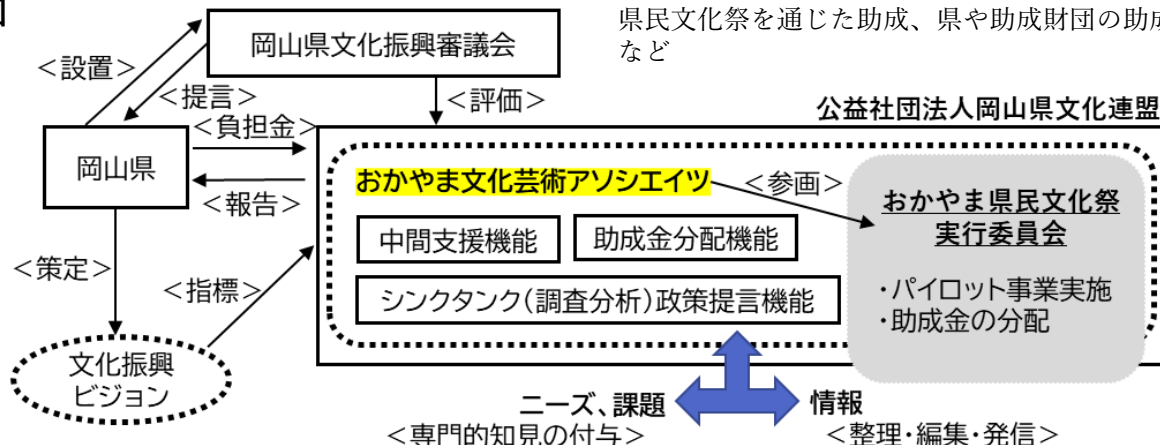 県民文化祭を通じた助成、県や助成財団の助成
など
岡山県文化振興審議会
<設置>
<提言>
<評価>
<負担金>
公益社団法人岡山県文化連盟
岡山県
おかやま文化芸術アソシエイツ
<参画>
<報告>
おかやま県民文化祭
実行委員会
中間支援機能
助成金分配機能
<策定>
<指標>
シンクタンク(調査分析)政策提言機能
・パイロット事業実施
・助成金の分配
文化振興
ビジョン
ニーズ、課題
情報
<専門的知見の付与>
<整理・編集・発信>